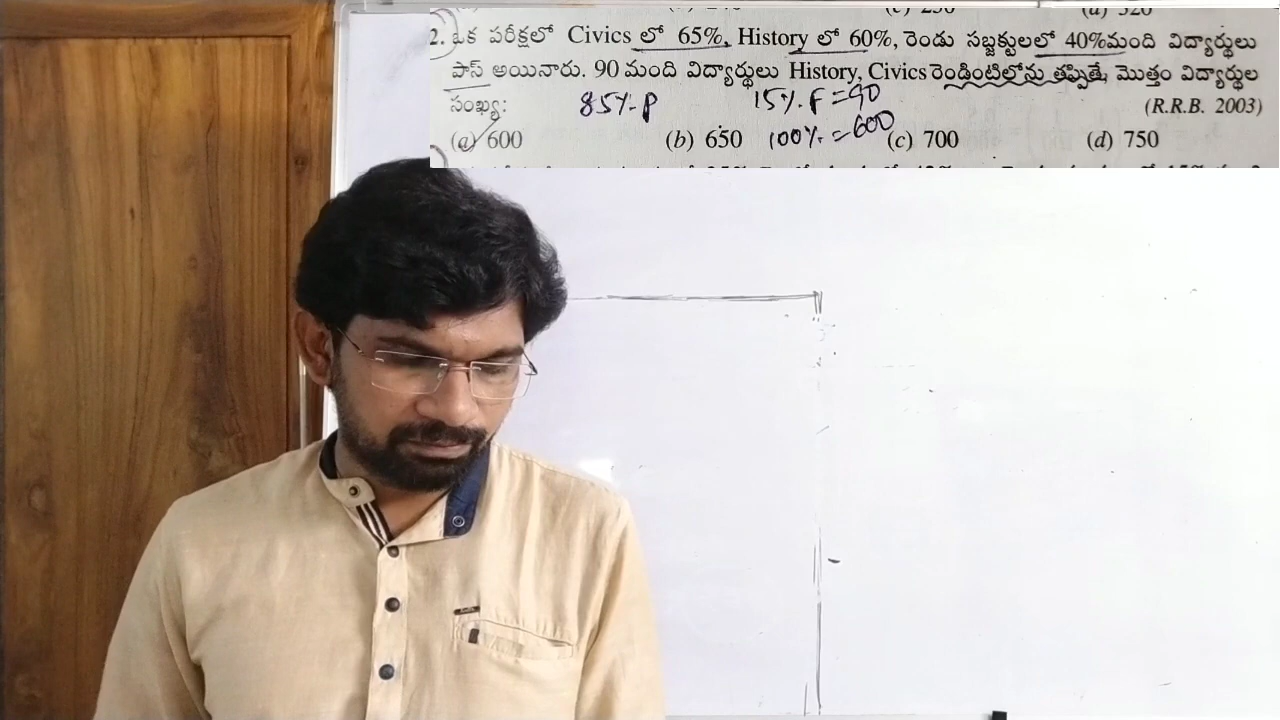 2. ఒక పరీక్షలో Civics లో 65%, History లో 60%, రెండు సబ్జక్టులలో 40%మంది విద్యార్థులు
పాస్ అయినారు. 90 మంది విద్యార్థులు History, Civics రెండింటిలోను తప్పితే, మొత్తం విద్యార్థుల
సంఖ్య: 85%-P 15%. F = 90 (R.R.B. 2003)
(a) 600 (b) 650 100% = 600 (c) 700 (d) 750